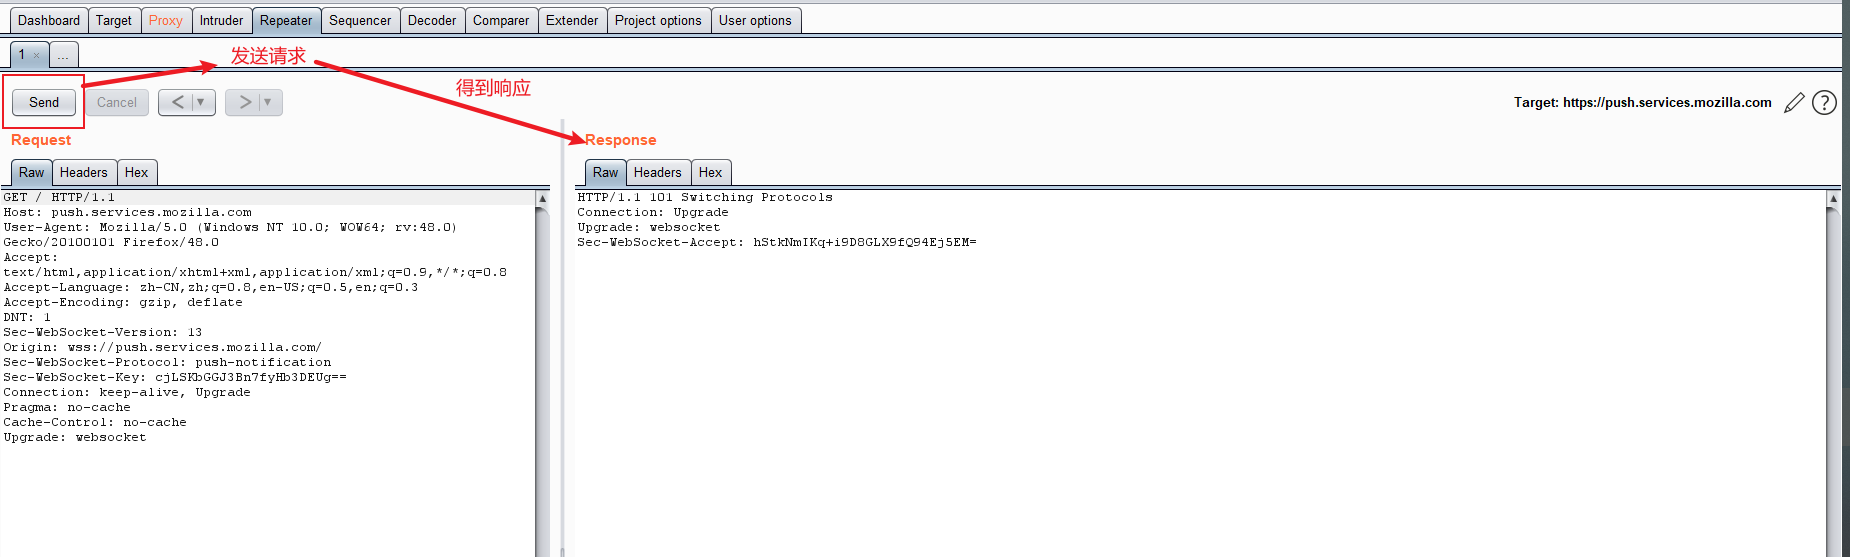 Dashboard Target Proxy Intruder Repeater Sequencer Decoder Comparer Extender Project options User options
1 × ...
发送请求
得到响应
Send Cancel < ▼ > ▼ Target: https://push.services.mozilla.com ?
Request
Raw Headers Hex
GET / HTTP/1.1
Host: push.services.mozilla.com
User-Agent: Mozilla/5.0 (Windows NT 10.0; WOW64; rv:48.0)
Gecko/20100101 Firefox/48.0
Accept:
text/html,application/xhtml+xml,application/xml;q=0.9,*/*;q=0.8
Accept-Language: zh-CN,zh;q=0.8,en-US;q=0.5,en;q=0.3
Accept-Encoding: gzip, deflate
DNT: 1
Sec-WebSocket-Version: 13
Origin: wss://push.services.mozilla.com/
Sec-WebSocket-Protocol: push-notification
Sec-WebSocket-Key: cjLSKbGGJ3Bn7fyHb3DEUg==
Connection: keep-alive, Upgrade
Pragma: no-cache
Cache-Control: no-cache
Upgrade: websocket
Response
Raw Headers Hex
HTTP/1.1 101 Switching Protocols
Connection: Upgrade
Upgrade: websocket
Sec-WebSocket-Accept: hStkNmIKq+i9D8GLX9fQ94Ej5EM=